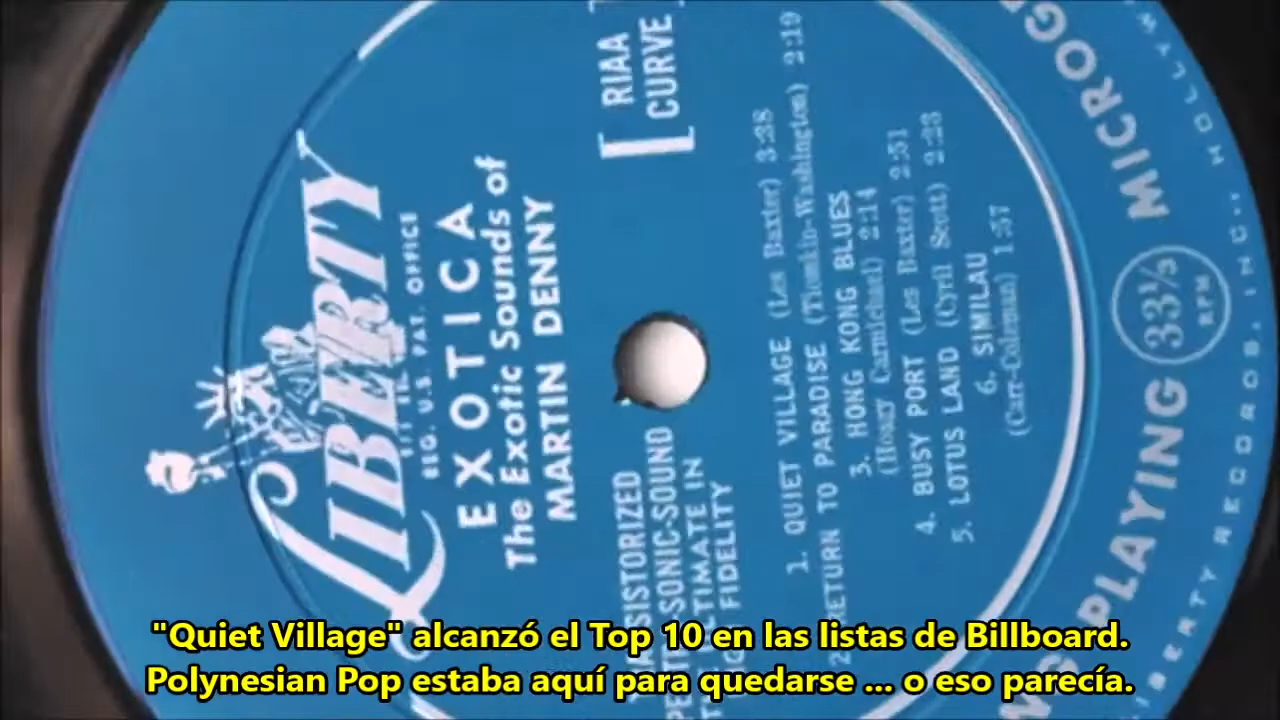 LIBERTY
REG. U.S. PAT. OFFICE
EXOTICA
The Exotic Sounds of
MARTIN DENNY
RIAA
CURVE
SONIC-SOUND
FIDELITY
1. QUIET VILLAGE (Les Baxter) 3:38
RETURN TO PARADISE (Tiomkin-Washington) 2:19
3. HONG KONG BLUES
(Hoagy Carmichael) 2:14
4. BUSY PORT (Les Baxter) 2:51
5. LOTUS LAND (Cyril Scott) 2:23
6. SIMILAU
(Carr-Coleman) 1:57
PLAYING 33⅓ RPM
"Quiet Village" alcanzó el Top 10 en las listas de Billboard.
Polynesian Pop estaba aquí para quedarse ... o eso parecía.